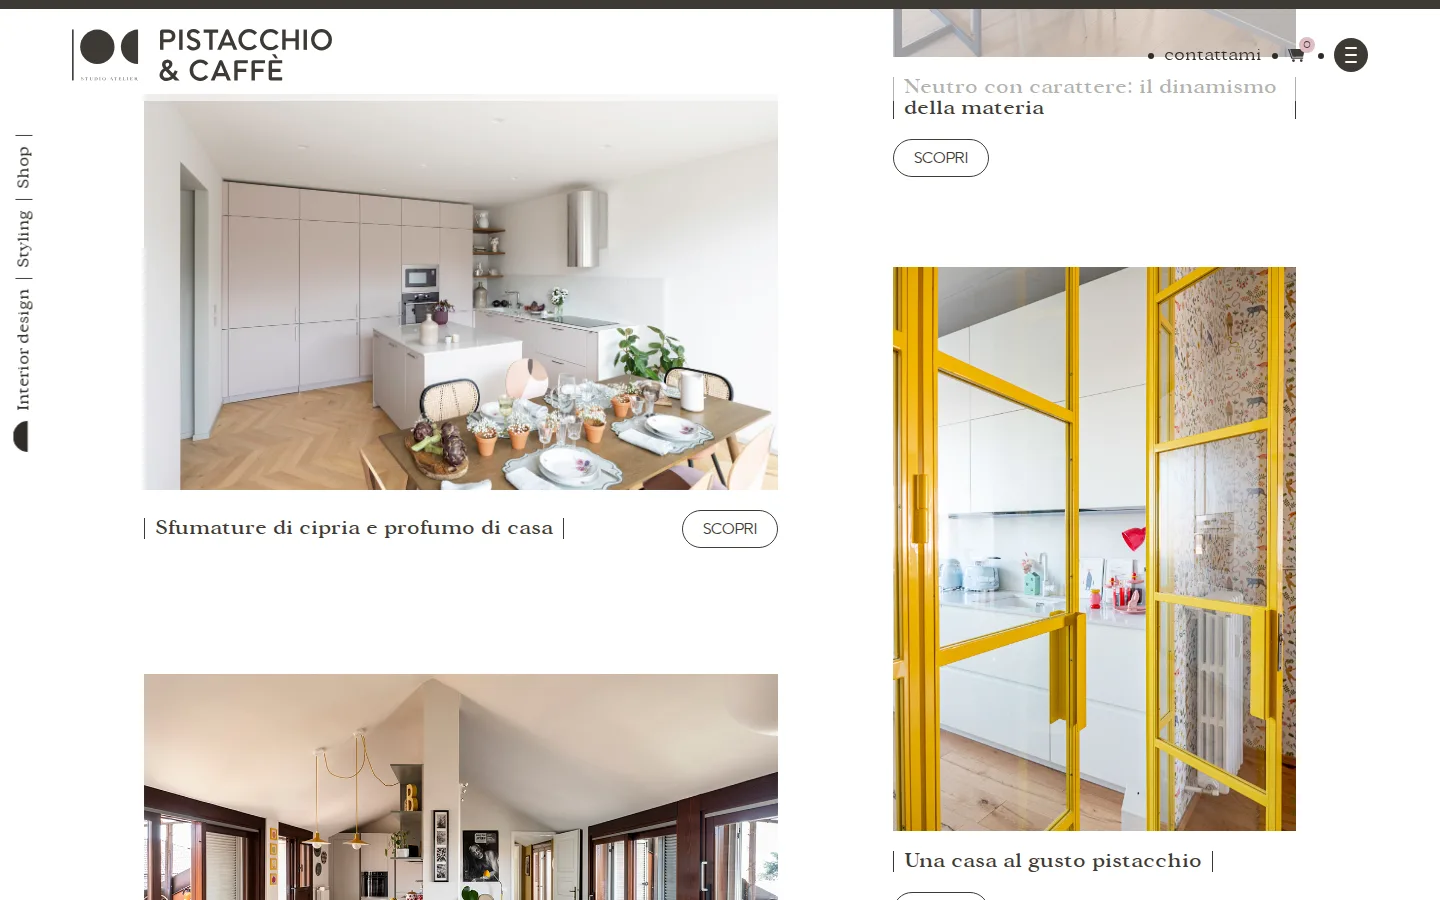 PISTACCHIO
& CAFFÈ
STUDIO ATELIER
contattami
0
Neutro con carattere: il dinamismo
della materia
SCOPRI
Interior design | Styling | Shop |
Sfumature di cipria e profumo di casa
SCOPRI
Una casa al gusto pistacchio
B